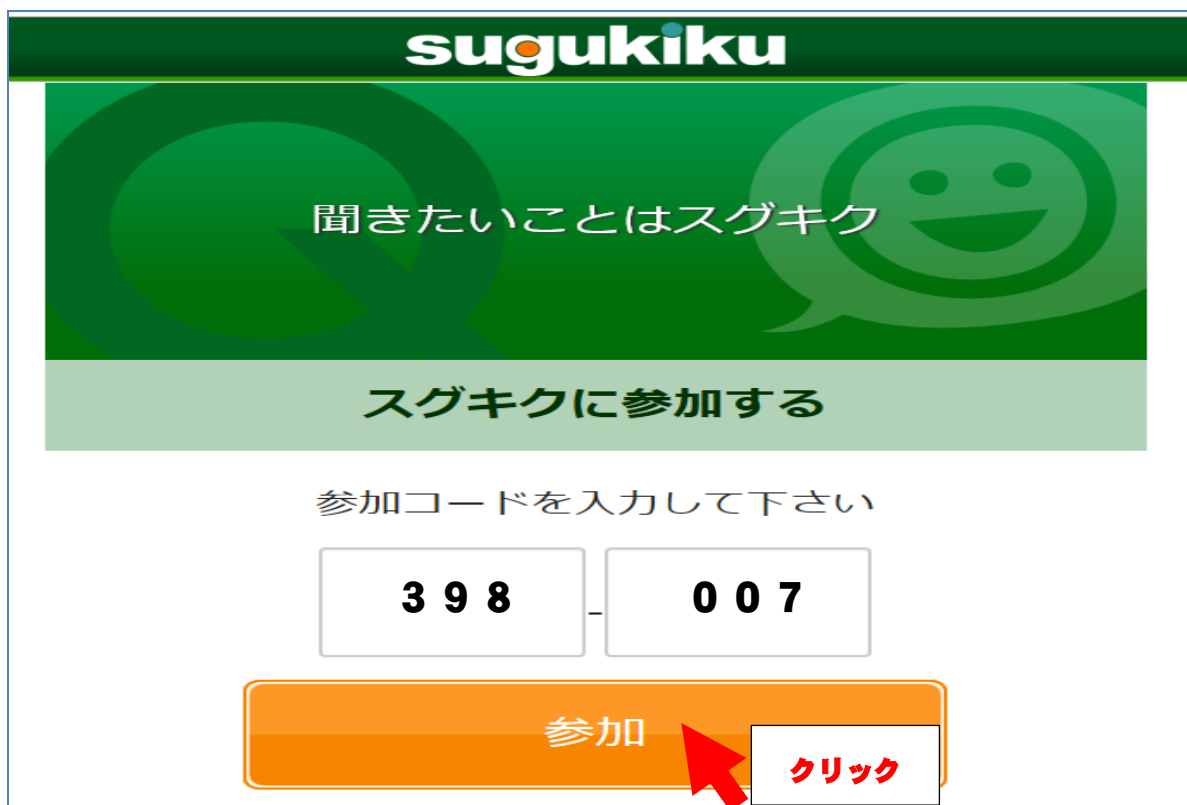 sugukiku
聞きたいことはスグキク
スグキクに参加する
参加コードを入力して下さい
３９８ - ００７
参加
クリック